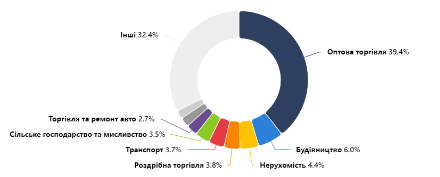 Інші 32.4%
Оптова торгівля 39.4%
Торгівля та ремонт авто 2.7%
Сільське господарство та мисливство 3.5%
Транспорт 3.7%
Будіяництво 6.0%
Роздрібна торгівля 3.8%
Нерухомість 4.4%